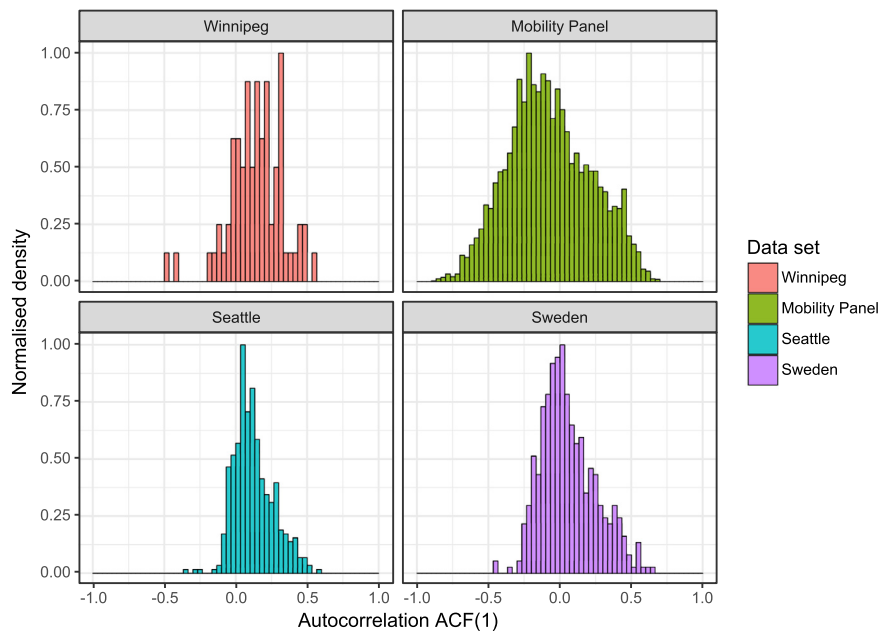 Winnipeg
Mobility Panel
1.00
0.75
0.50
0.25
0.00
Seattle
Sweden
1.00
0.75
0.50
0.25
0.00
-1.0 -0.5 0.0 0.5 1.0
-1.0 -0.5 0.0 0.5 1.0
Autocorrelation ACF(1)
Normalised density
Data set
Winnipeg
Mobility Panel
Seattle
Sweden